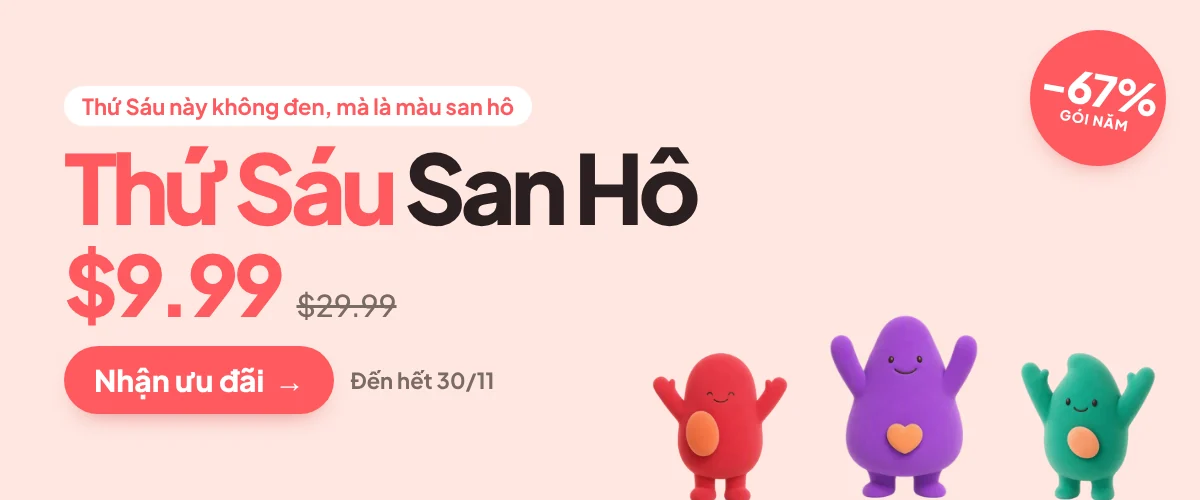 Thứ Sáu này không đen, mà là màu san hô
Thứ Sáu San Hô
$9.99 $29.99
Nhận ưu đãi →
Đến hết 30/11
−67%
GÓI NĂM